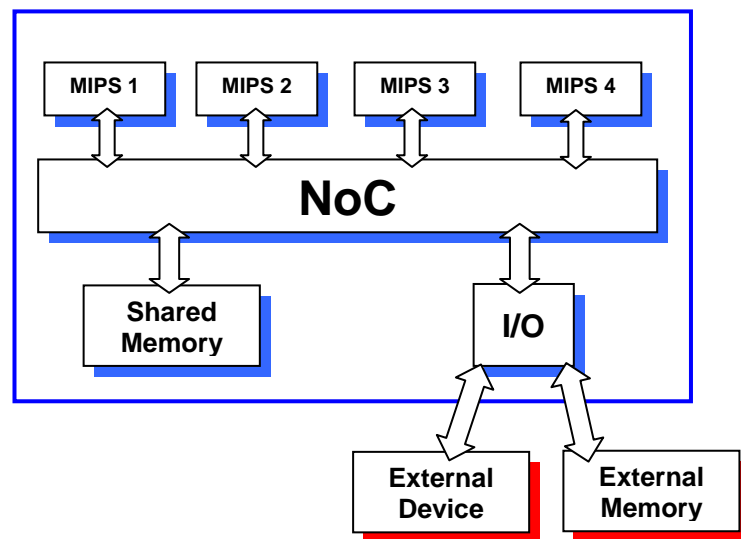 MIPS 1
MIPS 2
MIPS 3
MIPS 4
NoC
Shared
Memory
I/O
External
Device
External
Memory